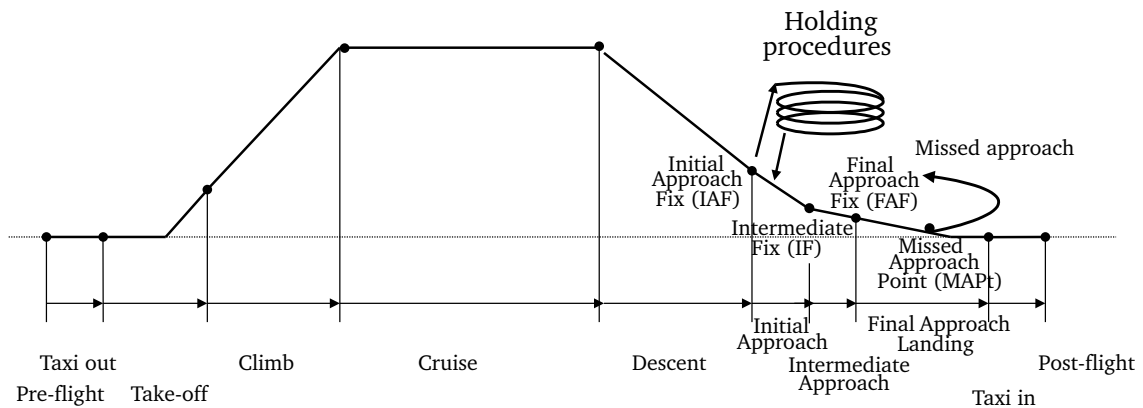 Holding
procedures
Missed approach
Initial
Approach
Fix (IAF)
Final
Approach
Fix (FAF)
Intermediate
Fix (IF)
Missed
Approach
Point (MAPt)
Initial
Approach
Final Approach
Landing
Taxi out
Climb
Cruise
Descent
Intermediate
Approach
Post-flight
Pre-flight
Take-off
Taxi in